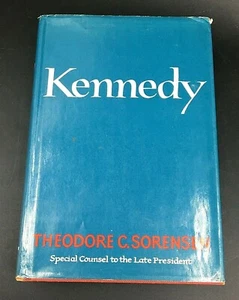 Kennedy
THEODORE C. SORENSEN
Special Counsel to the Late President